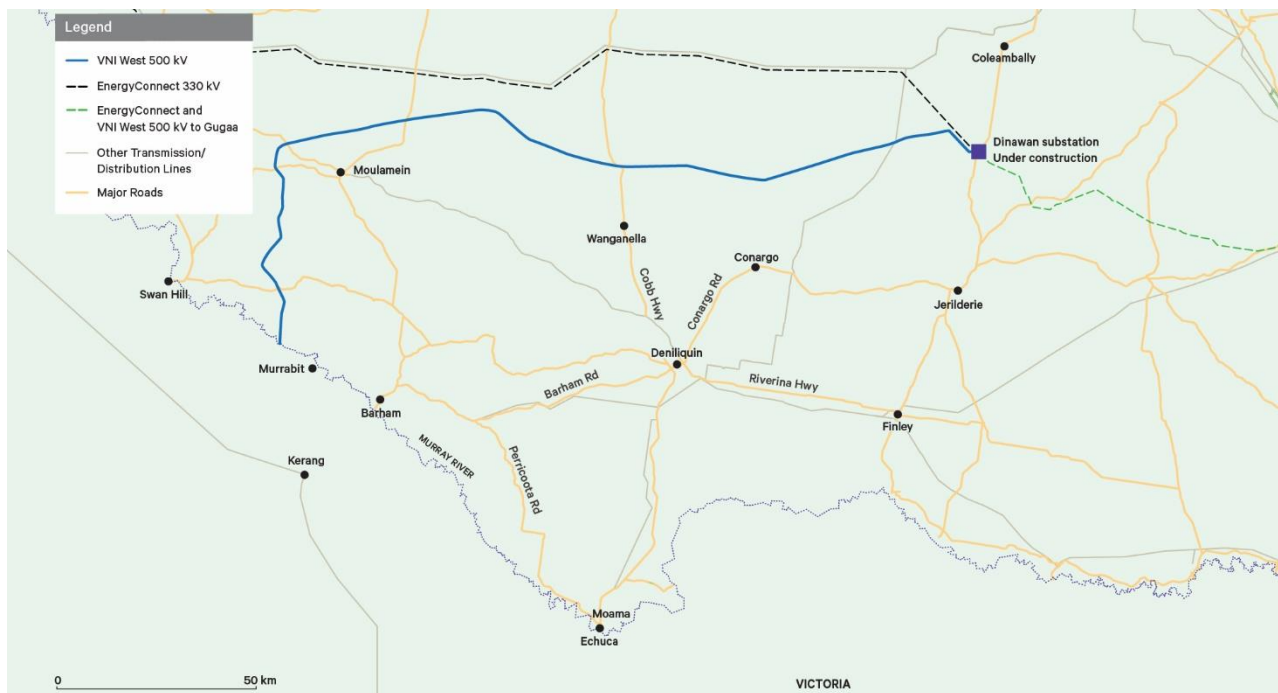 Legend
VNI West 500 kV
EnergyConnect 330 kV
EnergyConnect and
VNI West 500 kV to Gugaa
Other Transmission/
Distribution Lines
Major Roads
Coleambally
Dinawan substation
Under construction
Moulamein
Wanganella
Cobb Hwy
Conargo Rd
Conargo
Swan Hill
Jerilderie
Murrabit
Deniliquin
Barham Rd
Riverina Hwy
Barham
Finley
MURRAY RIVER
Kerang
Perricoota Rd
Moama
Echuca
0
50 km
VICTORIA